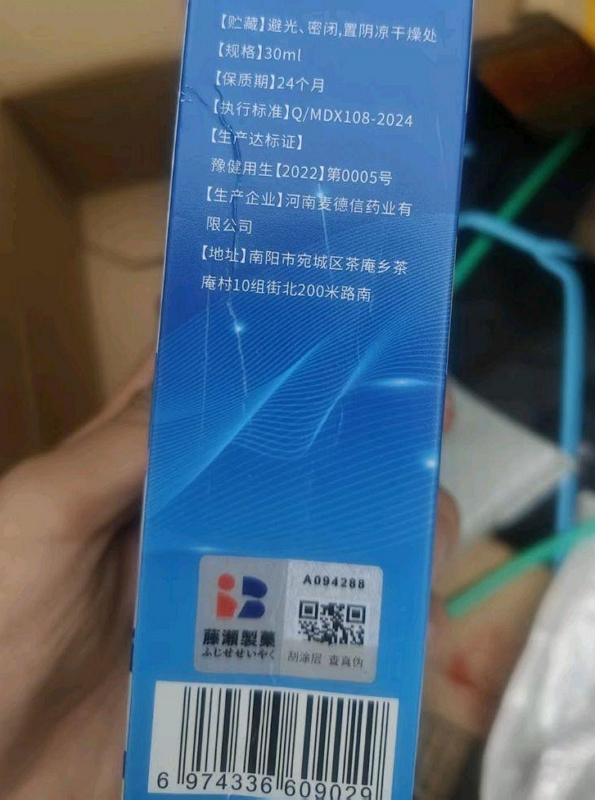 【贮藏】避光、密闭,置阴凉干燥处
【规格】30ml
【保质期】24个月
【执行标准】Q/MDX108-2024
【生产达标证】
豫健用生【2022】第0005号
【生产企业】河南麦德信药业有
限公司
【地址】南阳市宛城区茶庵乡茶
庵村10组街北200米路南
A094288
藤瀬製薬
ふじせせいやく
刮涂层 查真伪
6 974336 609029